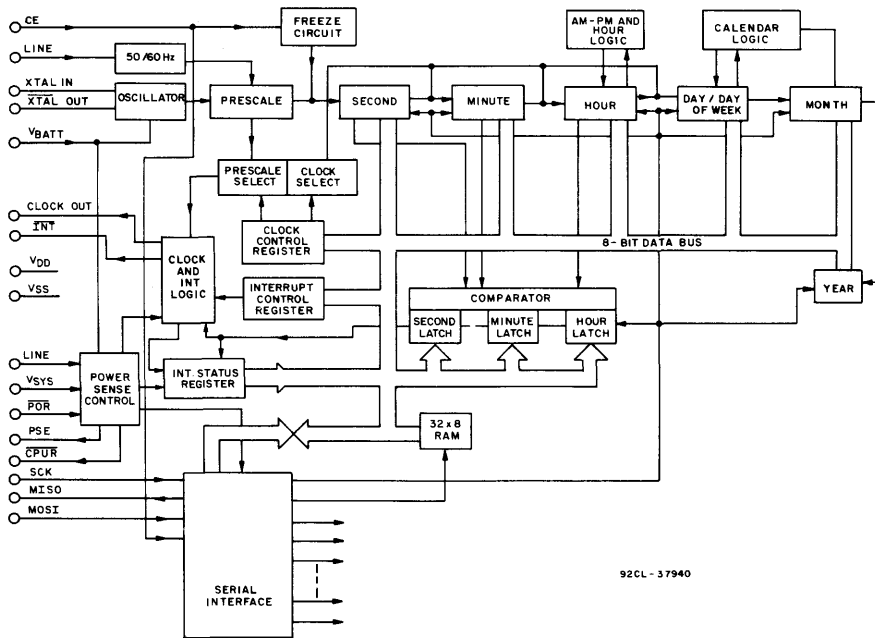 CE
FREEZE
CIRCUIT
AM-PM AND
HOUR
LOGIC
CALENDAR
LOGIC
LINE
50/60Hz
XTAL IN
XTAL OUT
OSCILLATOR
PRESCALE
SECOND
MINUTE
HOUR
DAY / DAY
OF WEEK
MONTH
VBATT
PRESCALE
SELECT
CLOCK
SELECT
CLOCK OUT
INT
CLOCK
CONTROL
REGISTER
8-BIT DATA BUS
CLOCK
AND
INT
LOGIC
VDD
VSS
INTERRUPT
CONTROL
REGISTER
COMPARATOR
YEAR
SECOND
LATCH
MINUTE
LATCH
HOUR
LATCH
LINE
VSYS
POR
PSE
CPUR
POWER
SENSE
CONTROL
INT. STATUS
REGISTER
32x8
RAM
SCK
MISO
MOSI
SERIAL
INTERFACE
92CL-37940